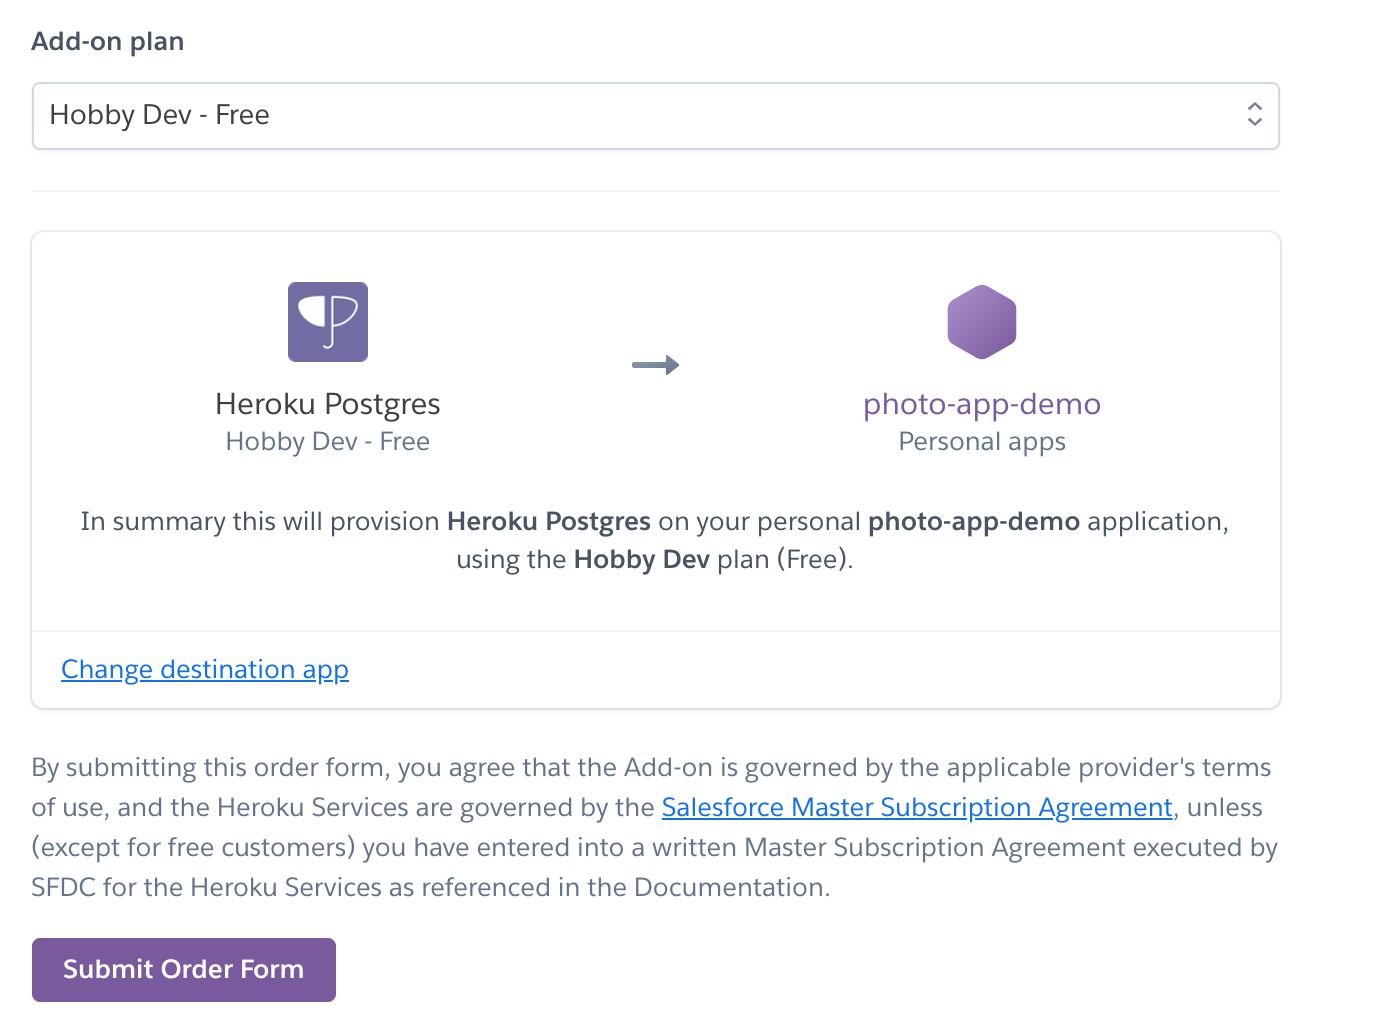 Add-on plan
Hobby Dev - Free
Heroku Postgres
Hobby Dev - Free
photo-app-demo
Personal apps
In summary this will provision Heroku Postgres on your personal photo-app-demo application,
using the Hobby Dev plan (Free).
Change destination app
By submitting this order form, you agree that the Add-on is governed by the applicable provider's terms
of use, and the Heroku Services are governed by the Salesforce Master Subscription Agreement, unless
(except for free customers) you have entered into a written Master Subscription Agreement executed by
SFDC for the Heroku Services as referenced in the Documentation.
Submit Order Form